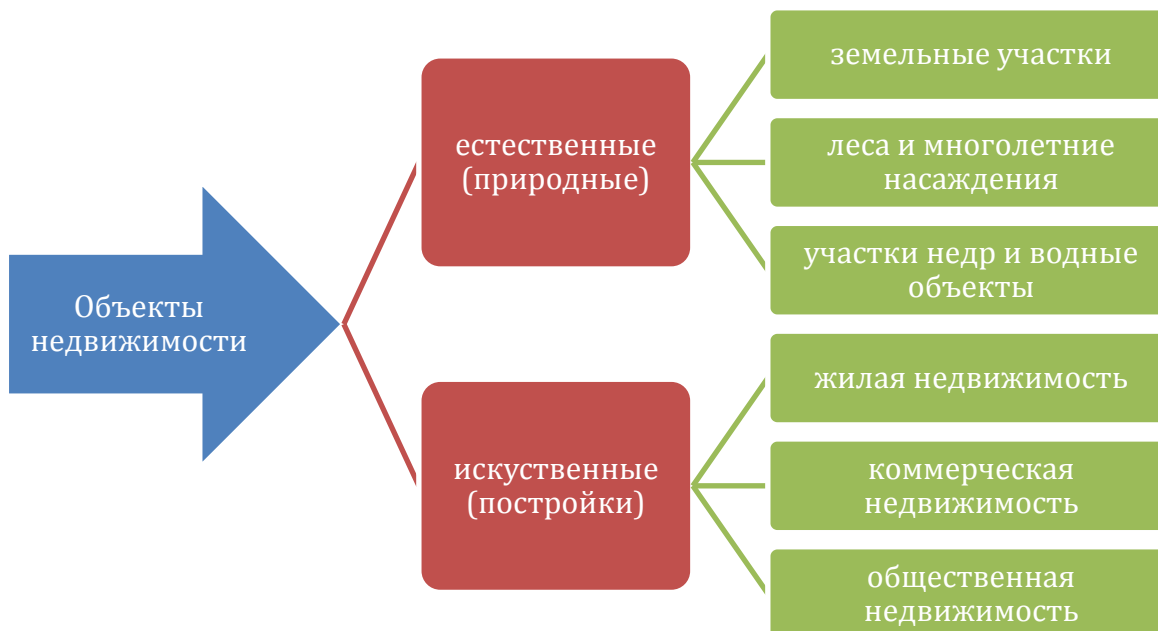 Объекты
недвижимости
естественные
(природные)
земельные участки
леса и многолетние
насаждения
участки недр и водные
объекты
искуственные
(постройки)
жилая недвижимость
коммерческая
недвижимость
общественная
недвижимость